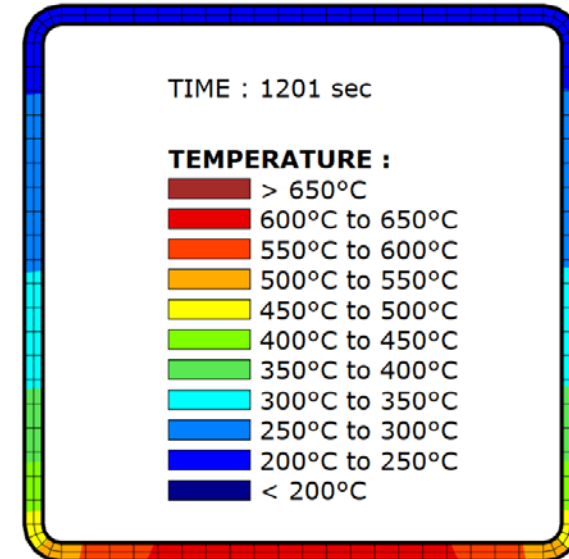 TIME : 1201 sec
TEMPERATURE :
> 650°C
600°C to 650°C
550°C to 600°C
500°C to 550°C
450°C to 500°C
400°C to 450°C
350°C to 400°C
300°C to 350°C
250°C to 300°C
200°C to 250°C
< 200°C